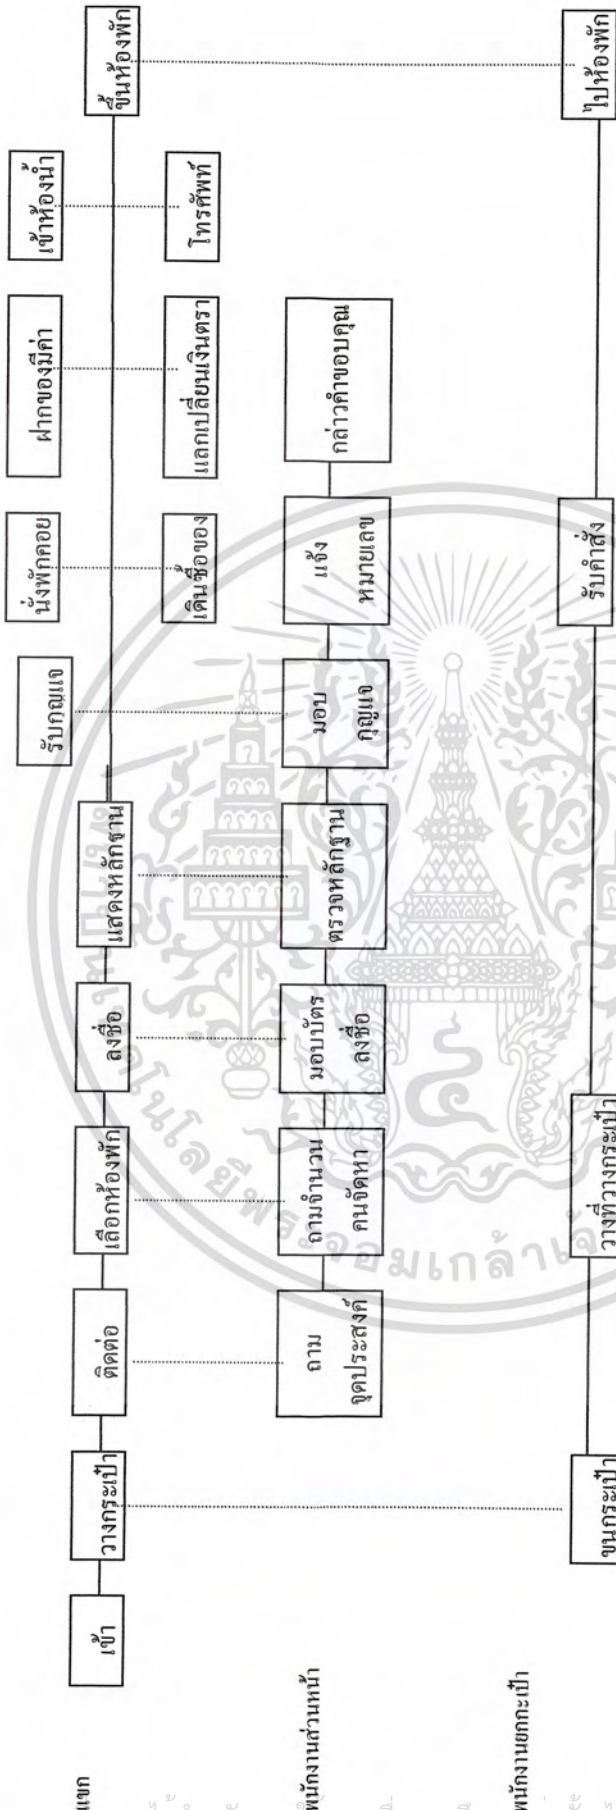 แขก
เข้า
วางกระเป๋า
ติดต่อ
เลือกห้องพัก
ลงชื่อ
แสดงหลักฐาน
รับกุญแจ
นั่งพักคอย
เดินซื้อของ
ฝากของมีค่า
แลกเปลี่ยนเงินตรา
เข้าห้องน้ำ
โทรศัพท์
ขึ้นห้องพัก
พนักงานส่วนหน้า
ถาม
จุดประสงค์
ถามจำนวน
คนจัดหา
มอบบัตร
ลงชื่อ
ตรวจหลักฐาน
มอบ
กุญแจ
แจ้ง
หมายเลข
กล่าวคำขอบคุณ
พนักงานยกกะเป๋า
ขนกระเป๋า
วางที่วางกระเป๋า
รับคำสั่ง
ไปห้องพัก